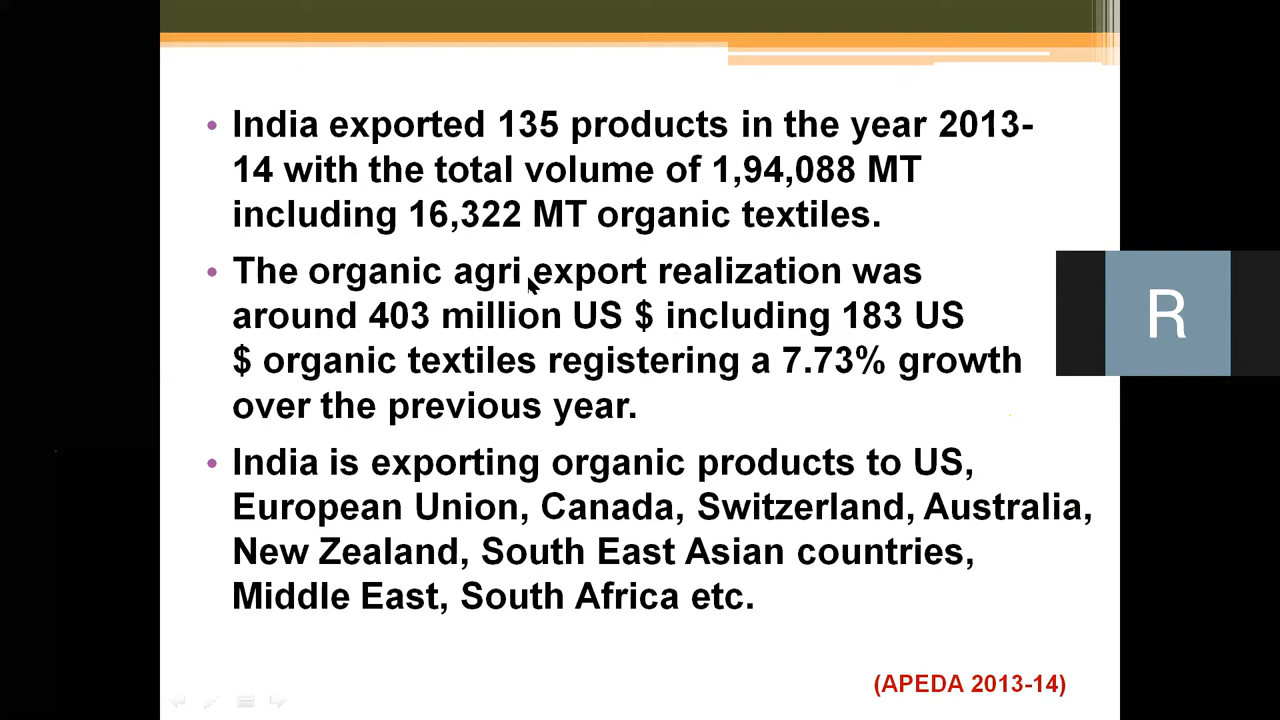 • India exported 135 products in the year 2013-
14 with the total volume of 1,94,088 MT
including 16,322 MT organic textiles.
• The organic agri export realization was
around 403 million US $ including 183 US
$ organic textiles registering a 7.73% growth
over the previous year.
• India is exporting organic products to US,
European Union, Canada, Switzerland, Australia,
New Zealand, South East Asian countries,
Middle East, South Africa etc.
R
(APEDA 2013-14)